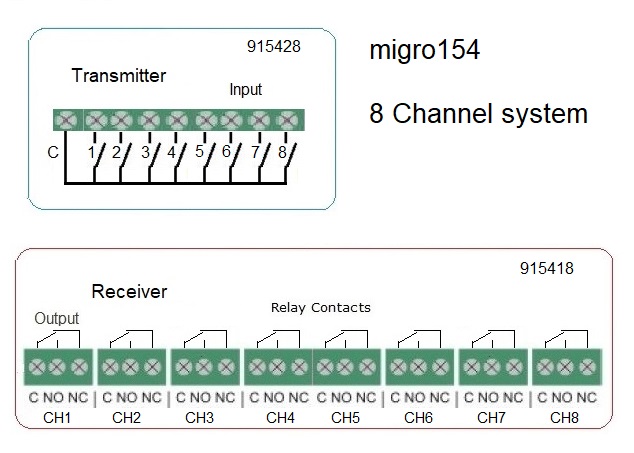 915428
migro154
Transmitter
Input
8 Channel system
C 1 2 3 4 5 6 7 8
915418
Receiver
Relay Contacts
Output
C NO NC | C NO NC | C NO NC | C NO NC | C NO NC | C NO NC | C NO NC | C NO NC
CH1 CH2 CH3 CH4 CH5 CH6 CH7 CH8